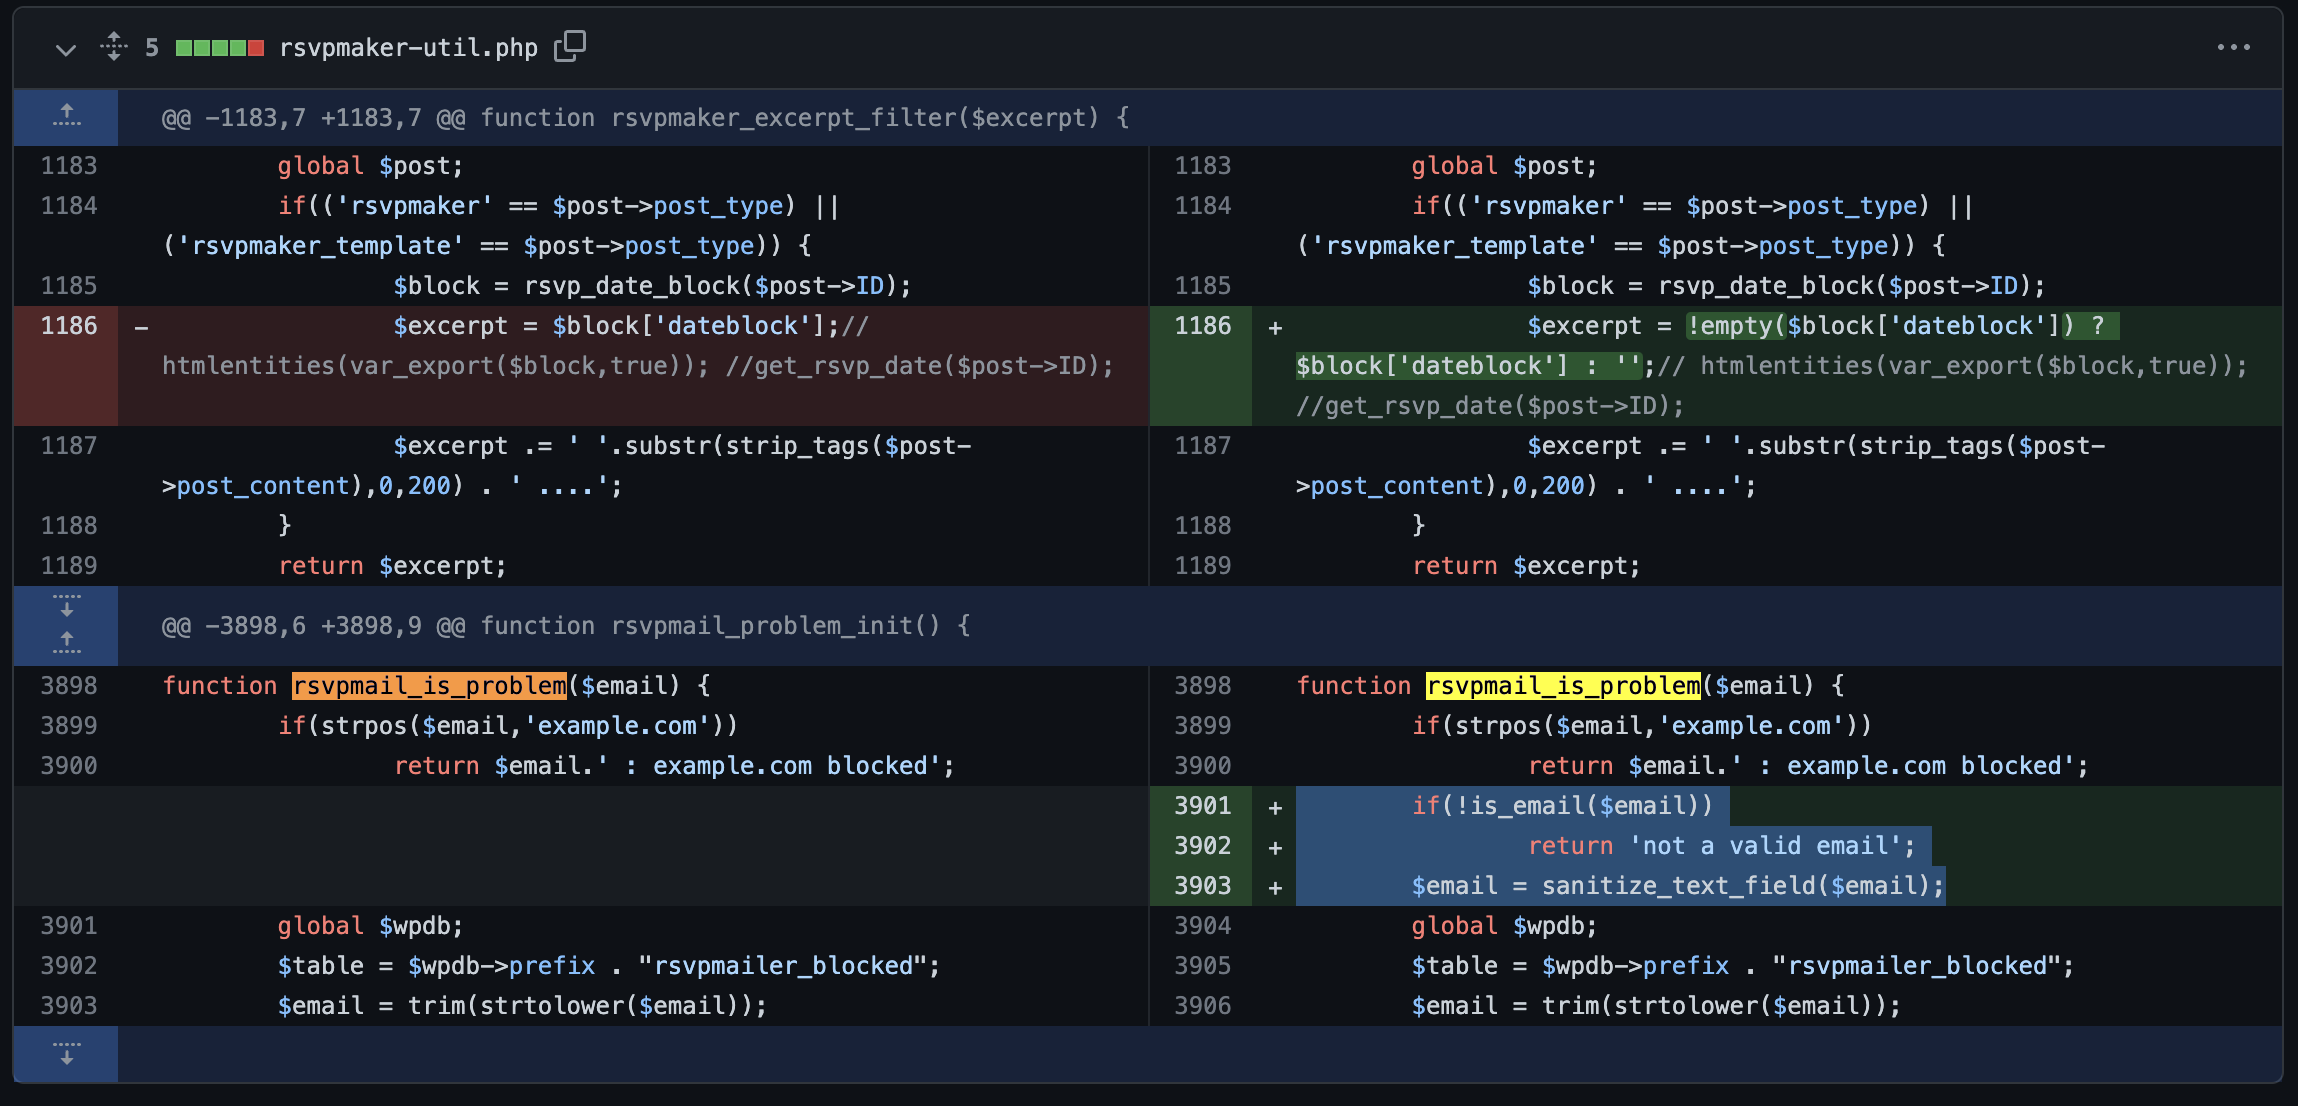 5 rsvpmaker-util.php
@@ -1183,7 +1183,7 @@ function rsvpmaker_excerpt_filter($excerpt) {
1183 global $post;
1184 if(('rsvpmaker' == $post->post_type) ||
('rsvpmaker_template' == $post->post_type)) {
1185 $block = rsvp_date_block($post->ID);
1186 - $excerpt = $block['dateblock'];//
htmlentities(var_export($block,true)); //get_rsvp_date($post->ID);
1187 $excerpt .= ' '.substr(strip_tags($post-
>post_content),0,200) . ' ....';
1188 }
1189 return $excerpt;
1183 global $post;
1184 if(('rsvpmaker' == $post->post_type) ||
('rsvpmaker_template' == $post->post_type)) {
1185 $block = rsvp_date_block($post->ID);
1186 + $excerpt = !empty($block['dateblock']) ?
$block['dateblock'] : '';// htmlentities(var_export($block,true));
//get_rsvp_date($post->ID);
1187 $excerpt .= ' '.substr(strip_tags($post-
>post_content),0,200) . ' ....';
1188 }
1189 return $excerpt;
@@ -3898,6 +3898,9 @@ function rsvpmail_problem_init() {
3898 function rsvpmail_is_problem($email) {
3899 if(strpos($email,'example.com'))
3900 return $email.' : example.com blocked';
3901 global $wpdb;
3902 $table = $wpdb->prefix . "rsvpmailer_blocked";
3903 $email = trim(strtolower($email));
3898 function rsvpmail_is_problem($email) {
3899 if(strpos($email,'example.com'))
3900 return $email.' : example.com blocked';
3901 + if(!is_email($email))
3902 + return 'not a valid email';
3903 + $email = sanitize_text_field($email);
3904 global $wpdb;
3905 $table = $wpdb->prefix . "rsvpmailer_blocked";
3906 $email = trim(strtolower($email));